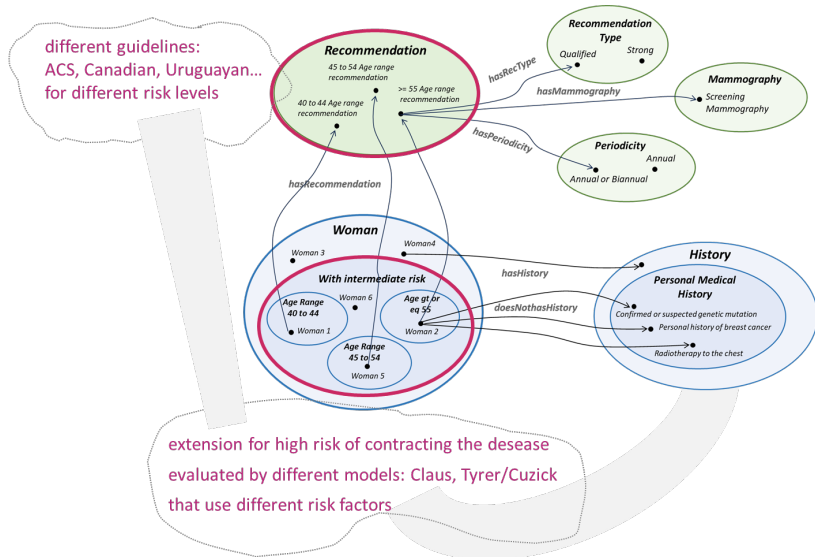 different guidelines:
ACS, Canadian, Uruguayan...
for different risk levels
Recommendation
45 to 54 Age range
recommendation
>= 55 Age range
recommendation
40 to 44 Age range
recommendation
Recommendation
Type
Qualified
Strong
hasRecType
hasMammography
Mammography
Screening
Mammography
hasPeriodicity
Periodicity
Annual
Annual or Biannual
hasRecommendation
Woman
Woman 3
Woman4
With intermediate risk
Age Range
40 to 44
Woman 6
Age gt or
eq 55
Woman 1
Woman 2
Age Range
45 to 54
Woman 5
hasHistory
doesNothasHistory
History
Personal Medical
History
Confirmed or suspected genetic mutation
Personal history of breast cancer
Radiotherapy to the chest
extension for high risk of contracting the desease
evaluated by different models: Claus, Tyrer/Cuzick
that use different risk factors